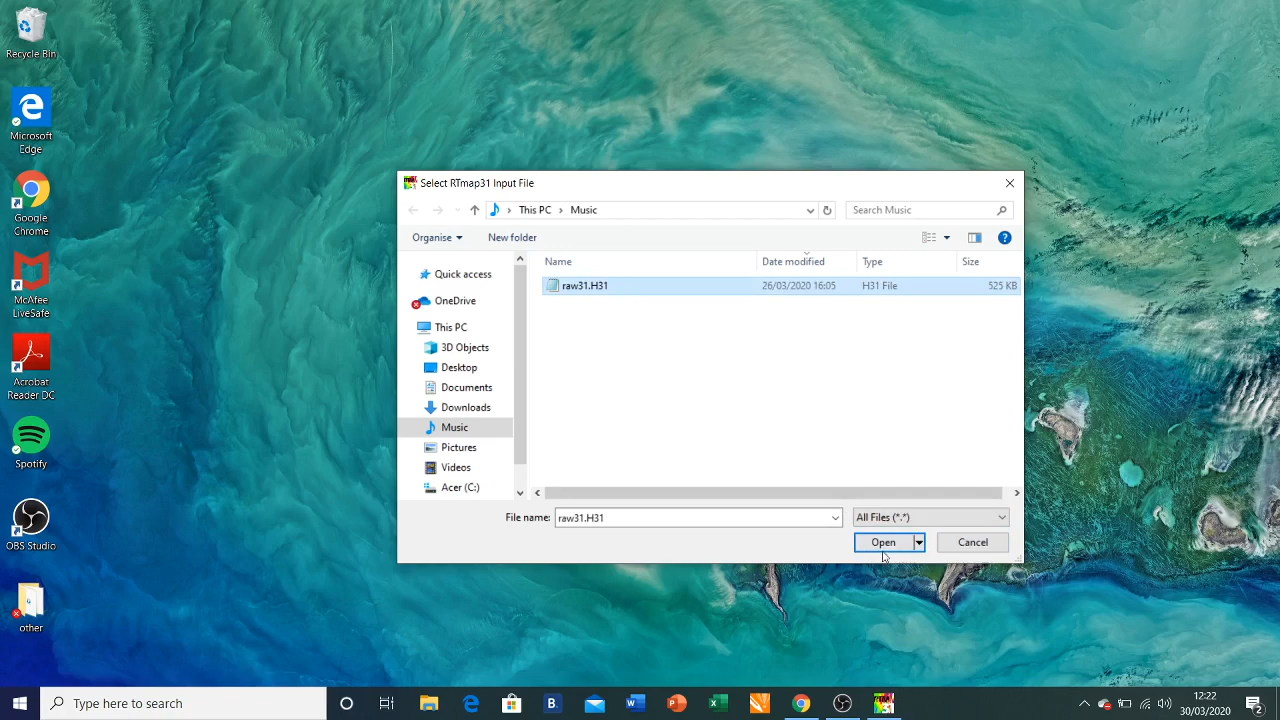 Recycle Bin
Microsoft
Edge
Google
Chrome
McAfee
LiveSafe
Acrobat
Reader DC
Spotify
OBS Studio
other
Select RTmap31 Input File
This PC > Music
Search Music
Organise
New folder
Name
Date modified
Type
Size
raw31.H31
26/03/2020 16:05
H31 File
525 KB
Quick access
OneDrive
This PC
3D Objects
Desktop
Documents
Downloads
Music
Pictures
Videos
Acer (C:)
File name: raw31.H31
All Files (*.*)
Open
Cancel
Type here to search
12:22
30/03/2020
2